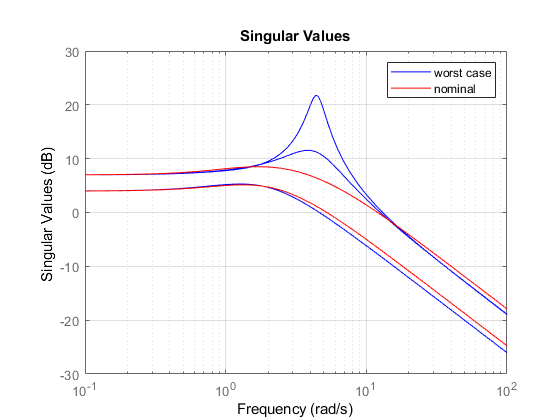 Singular Values
30
20
10
0
-10
-20
-30
Singular Values (dB)
worst case
nominal
10^-1
10^0
10^1
10^2
Frequency (rad/s)